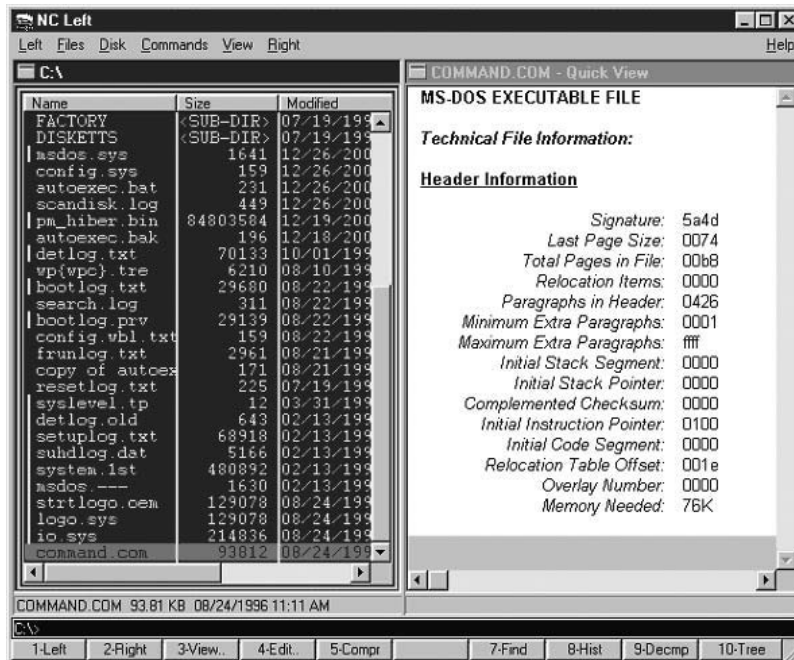 NC Left
Left Files Disk Commands View Right Help
C:\
Name Size Modified
FACTORY <SUB-DIR> 07/19/199
DISKETTS <SUB-DIR> 07/19/199
msdos.sys 1641 12/26/200
config.sys 159 12/26/200
autoexec.bat 231 12/26/200
scandisk.log 449 12/26/200
pm_hiber.bin 84803584 12/19/200
autoexec.bak 196 12/18/200
detlog.txt 70133 10/01/199
wp{wpc}.tre 6210 08/10/199
bootlog.txt 29680 08/22/199
search.log 311 08/22/199
bootlog.prv 29139 08/22/199
config.wbl.txt 159 08/22/199
frunlog.txt 2961 08/21/199
copy of autoex 171 08/21/199
resetlog.txt 225 07/19/199
syslevel.tp 12 03/31/199
detlog.old 643 02/13/199
setuplog.txt 68918 02/13/199
suhdlog.dat 5166 02/13/199
system.1st 480892 02/13/199
msdos.--- 1630 02/13/199
strtlogo.oem 129078 08/24/199
logo.sys 129078 08/24/199
io.sys 214836 08/24/199
command.com 93812 08/24/199
COMMAND.COM 93.81 KB 08/24/1996 11:11 AM
COMMAND.COM - Quick View
MS-DOS EXECUTABLE FILE
Technical File Information:
Header Information
Signature: 5a4d
Last Page Size: 0074
Total Pages in File: 00b8
Relocation Items: 0000
Paragraphs in Header: 0426
Minimum Extra Paragraphs: 0001
Maximum Extra Paragraphs: ffff
Initial Stack Segment: 0000
Initial Stack Pointer: 0000
Complemented Checksum: 0000
Initial Instruction Pointer: 0100
Initial Code Segment: 0000
Relocation Table Offset: 001e
Overlay Number: 0000
Memory Needed: 76K
C:\>
1-Left 2-Right 3-View.. 4-Edit.. 5-Compr 7-Find 8-Hist 9-Decmp 10-Tree